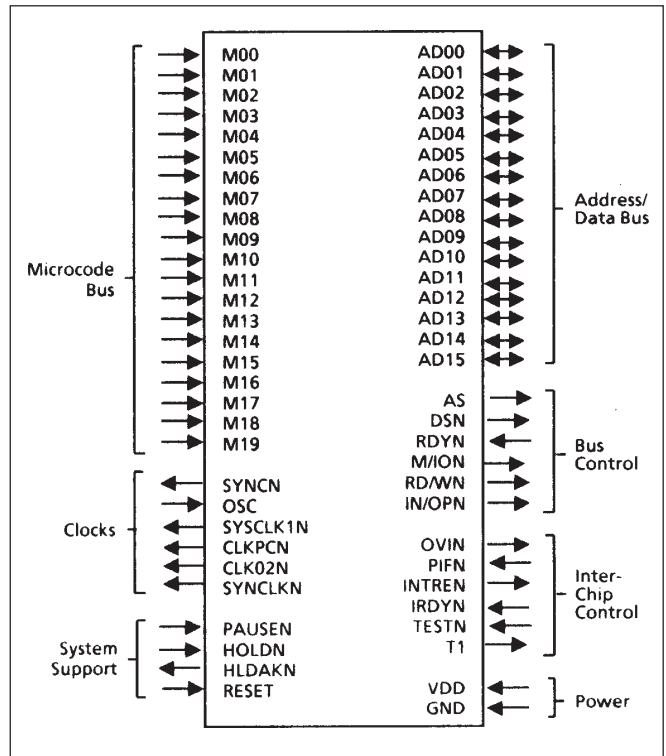 M00
M01
M02
M03
M04
M05
M06
M07
M08
M09
M10
M11
M12
M13
M14
M15
M16
M17
M18
M19
Microcode
Bus
SYNCN
OSC
SYSCLK1N
CLKPCN
CLK02N
SYNCLKN
Clocks
PAUSEN
HOLDN
HLDAKN
RESET
System
Support
AD00
AD01
AD02
AD03
AD04
AD05
AD06
AD07
AD08
AD09
AD10
AD11
AD12
AD13
AD14
AD15
Address/
Data Bus
AS
DSN
RDYN
M/ION
RD/WN
IN/OPN
Bus
Control
OVIN
PIFN
INTREN
IRDYN
TESTN
T1
Inter-
Chip
Control
VDD
GND
Power